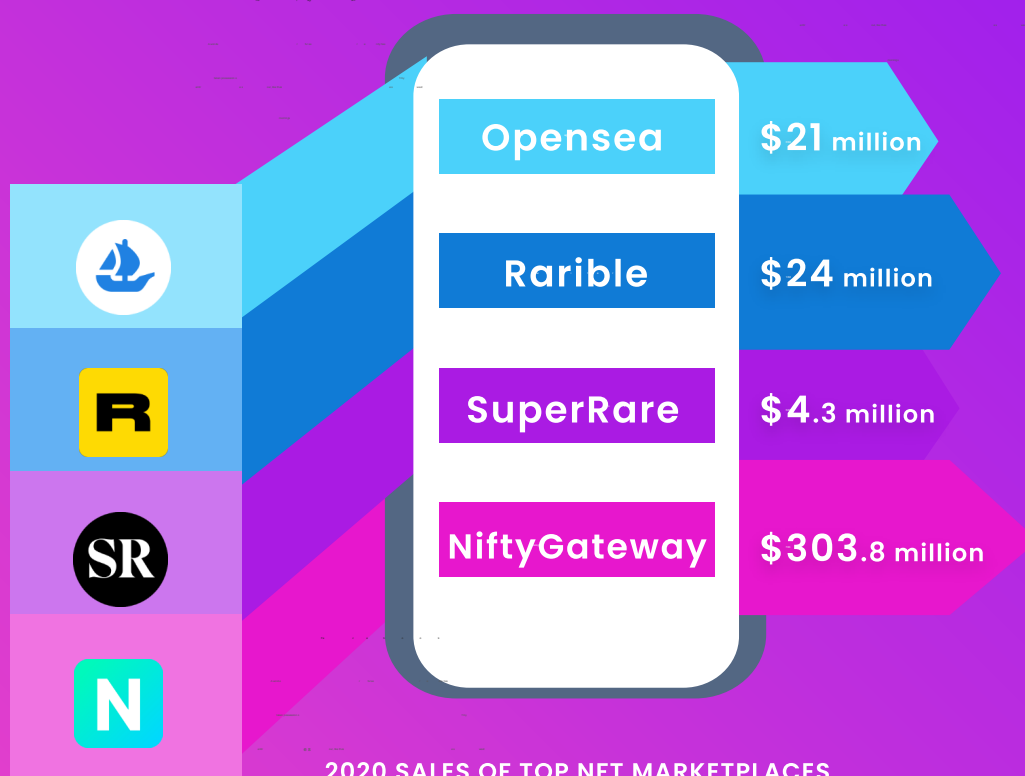 Opensea
$21 million
Rarible
$24 million
R
SuperRare
$4.3 million
SR
NiftyGateway
$303.8 million
N
2020 SALES OF TOP NFT MARKETPLACES